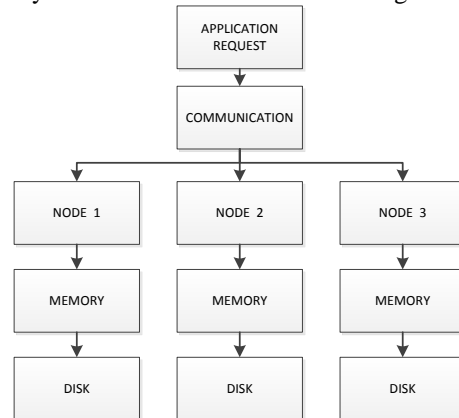 APPLICATION
REQUEST
COMMUNICATION
NODE 1
NODE 2
NODE 3
MEMORY
MEMORY
MEMORY
DISK
DISK
DISK